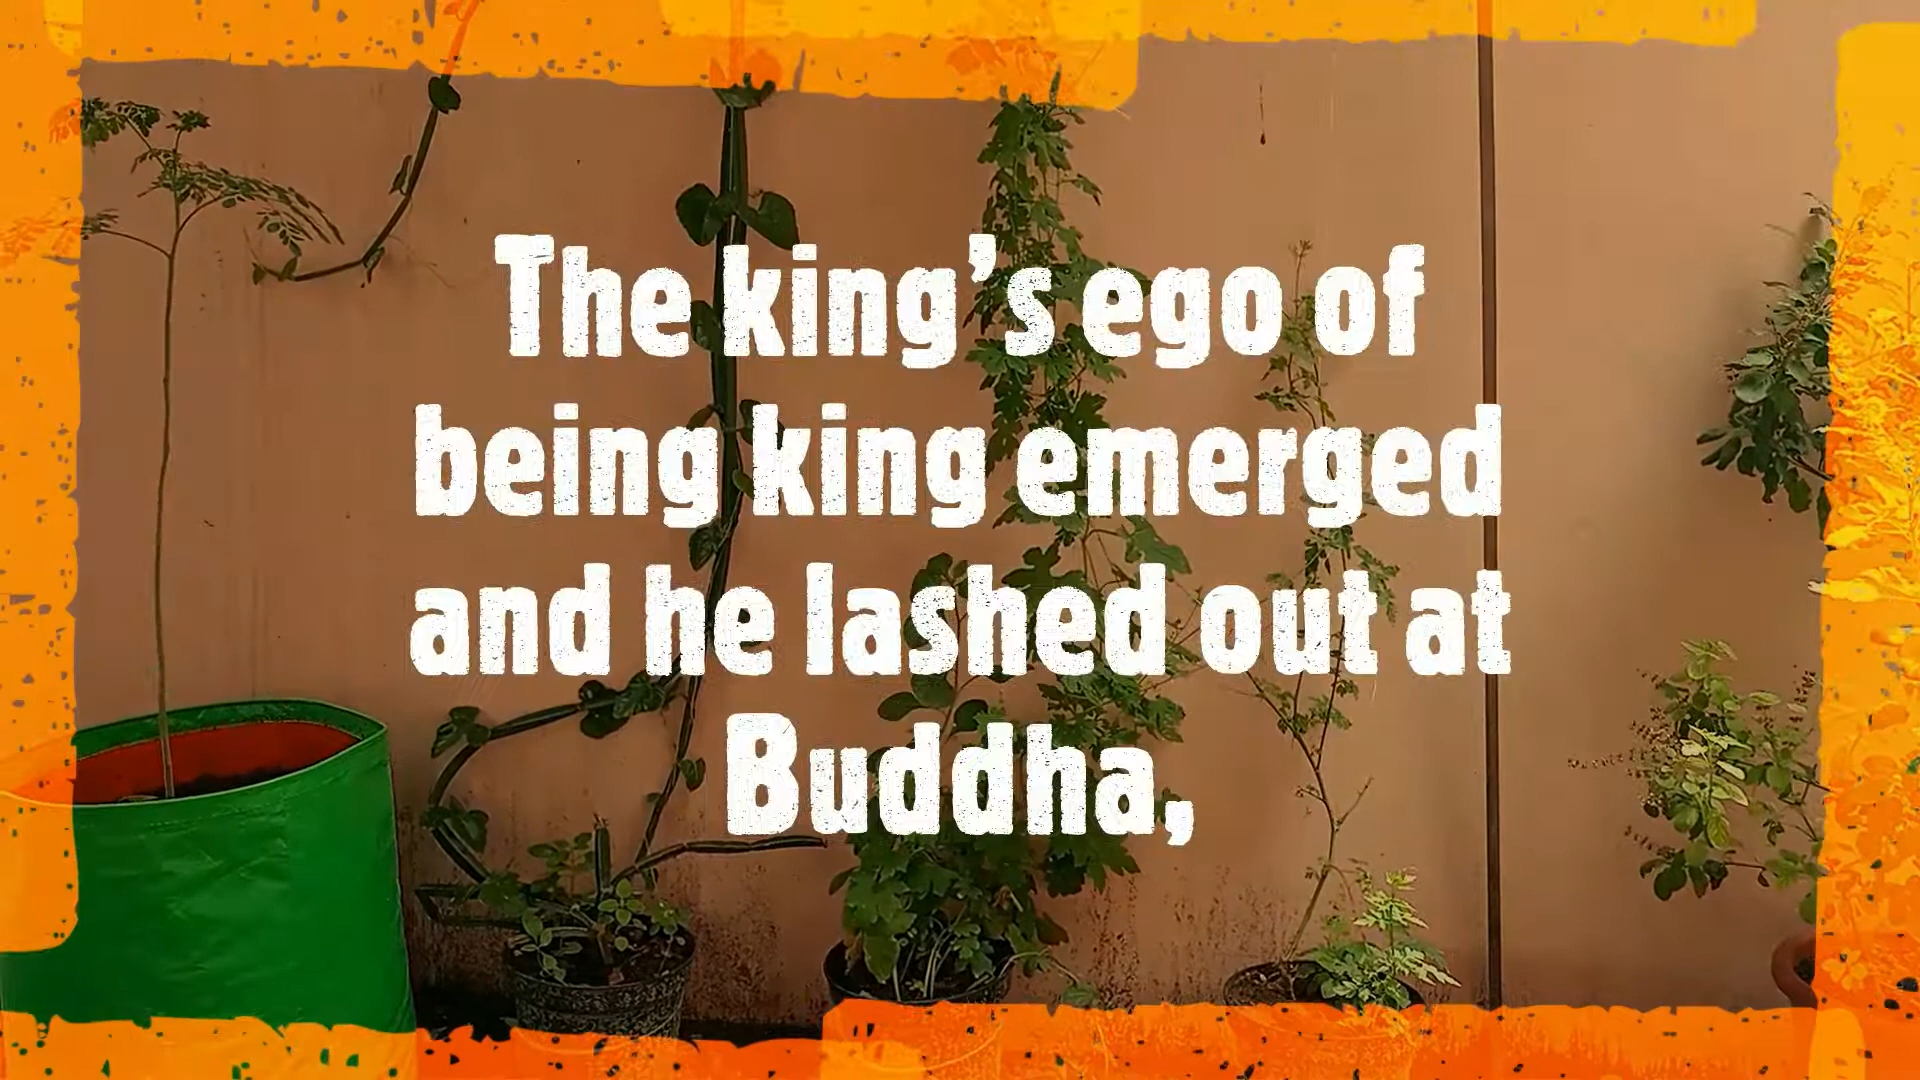 The king’s ego of
being king emerged
and he lashed out at
Buddha,